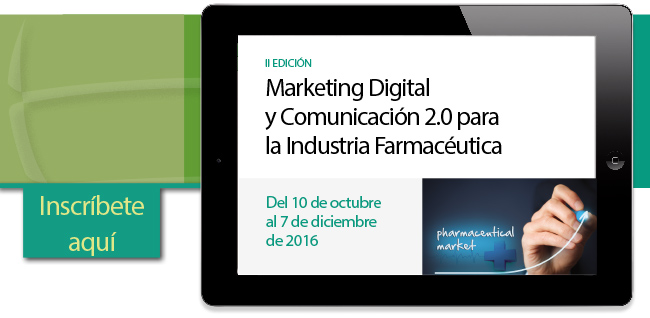 II EDICIÓN
Marketing Digital
y Comunicación 2.0 para
la Industria Farmacéutica
Inscríbete
aquí
Del 10 de octubre
al 7 de diciembre
de 2016
pharmaceutical
market